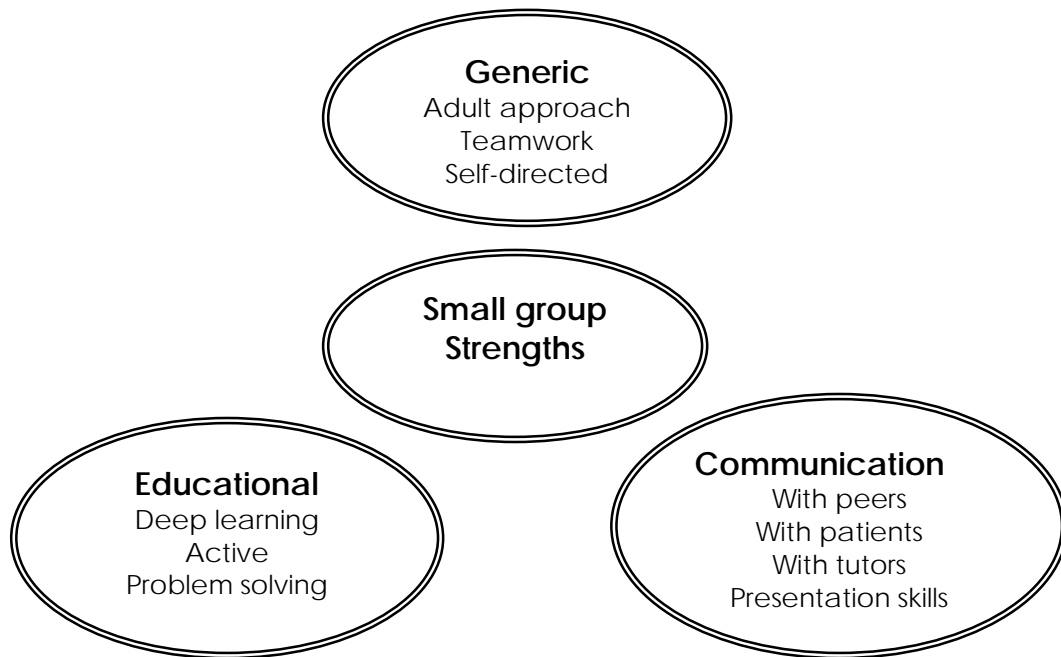 Generic
Adult approach
Teamwork
Self-directed
Small group
Strengths
Educational
Deep learning
Active
Problem solving
Communication
With peers
With patients
With tutors
Presentation skills